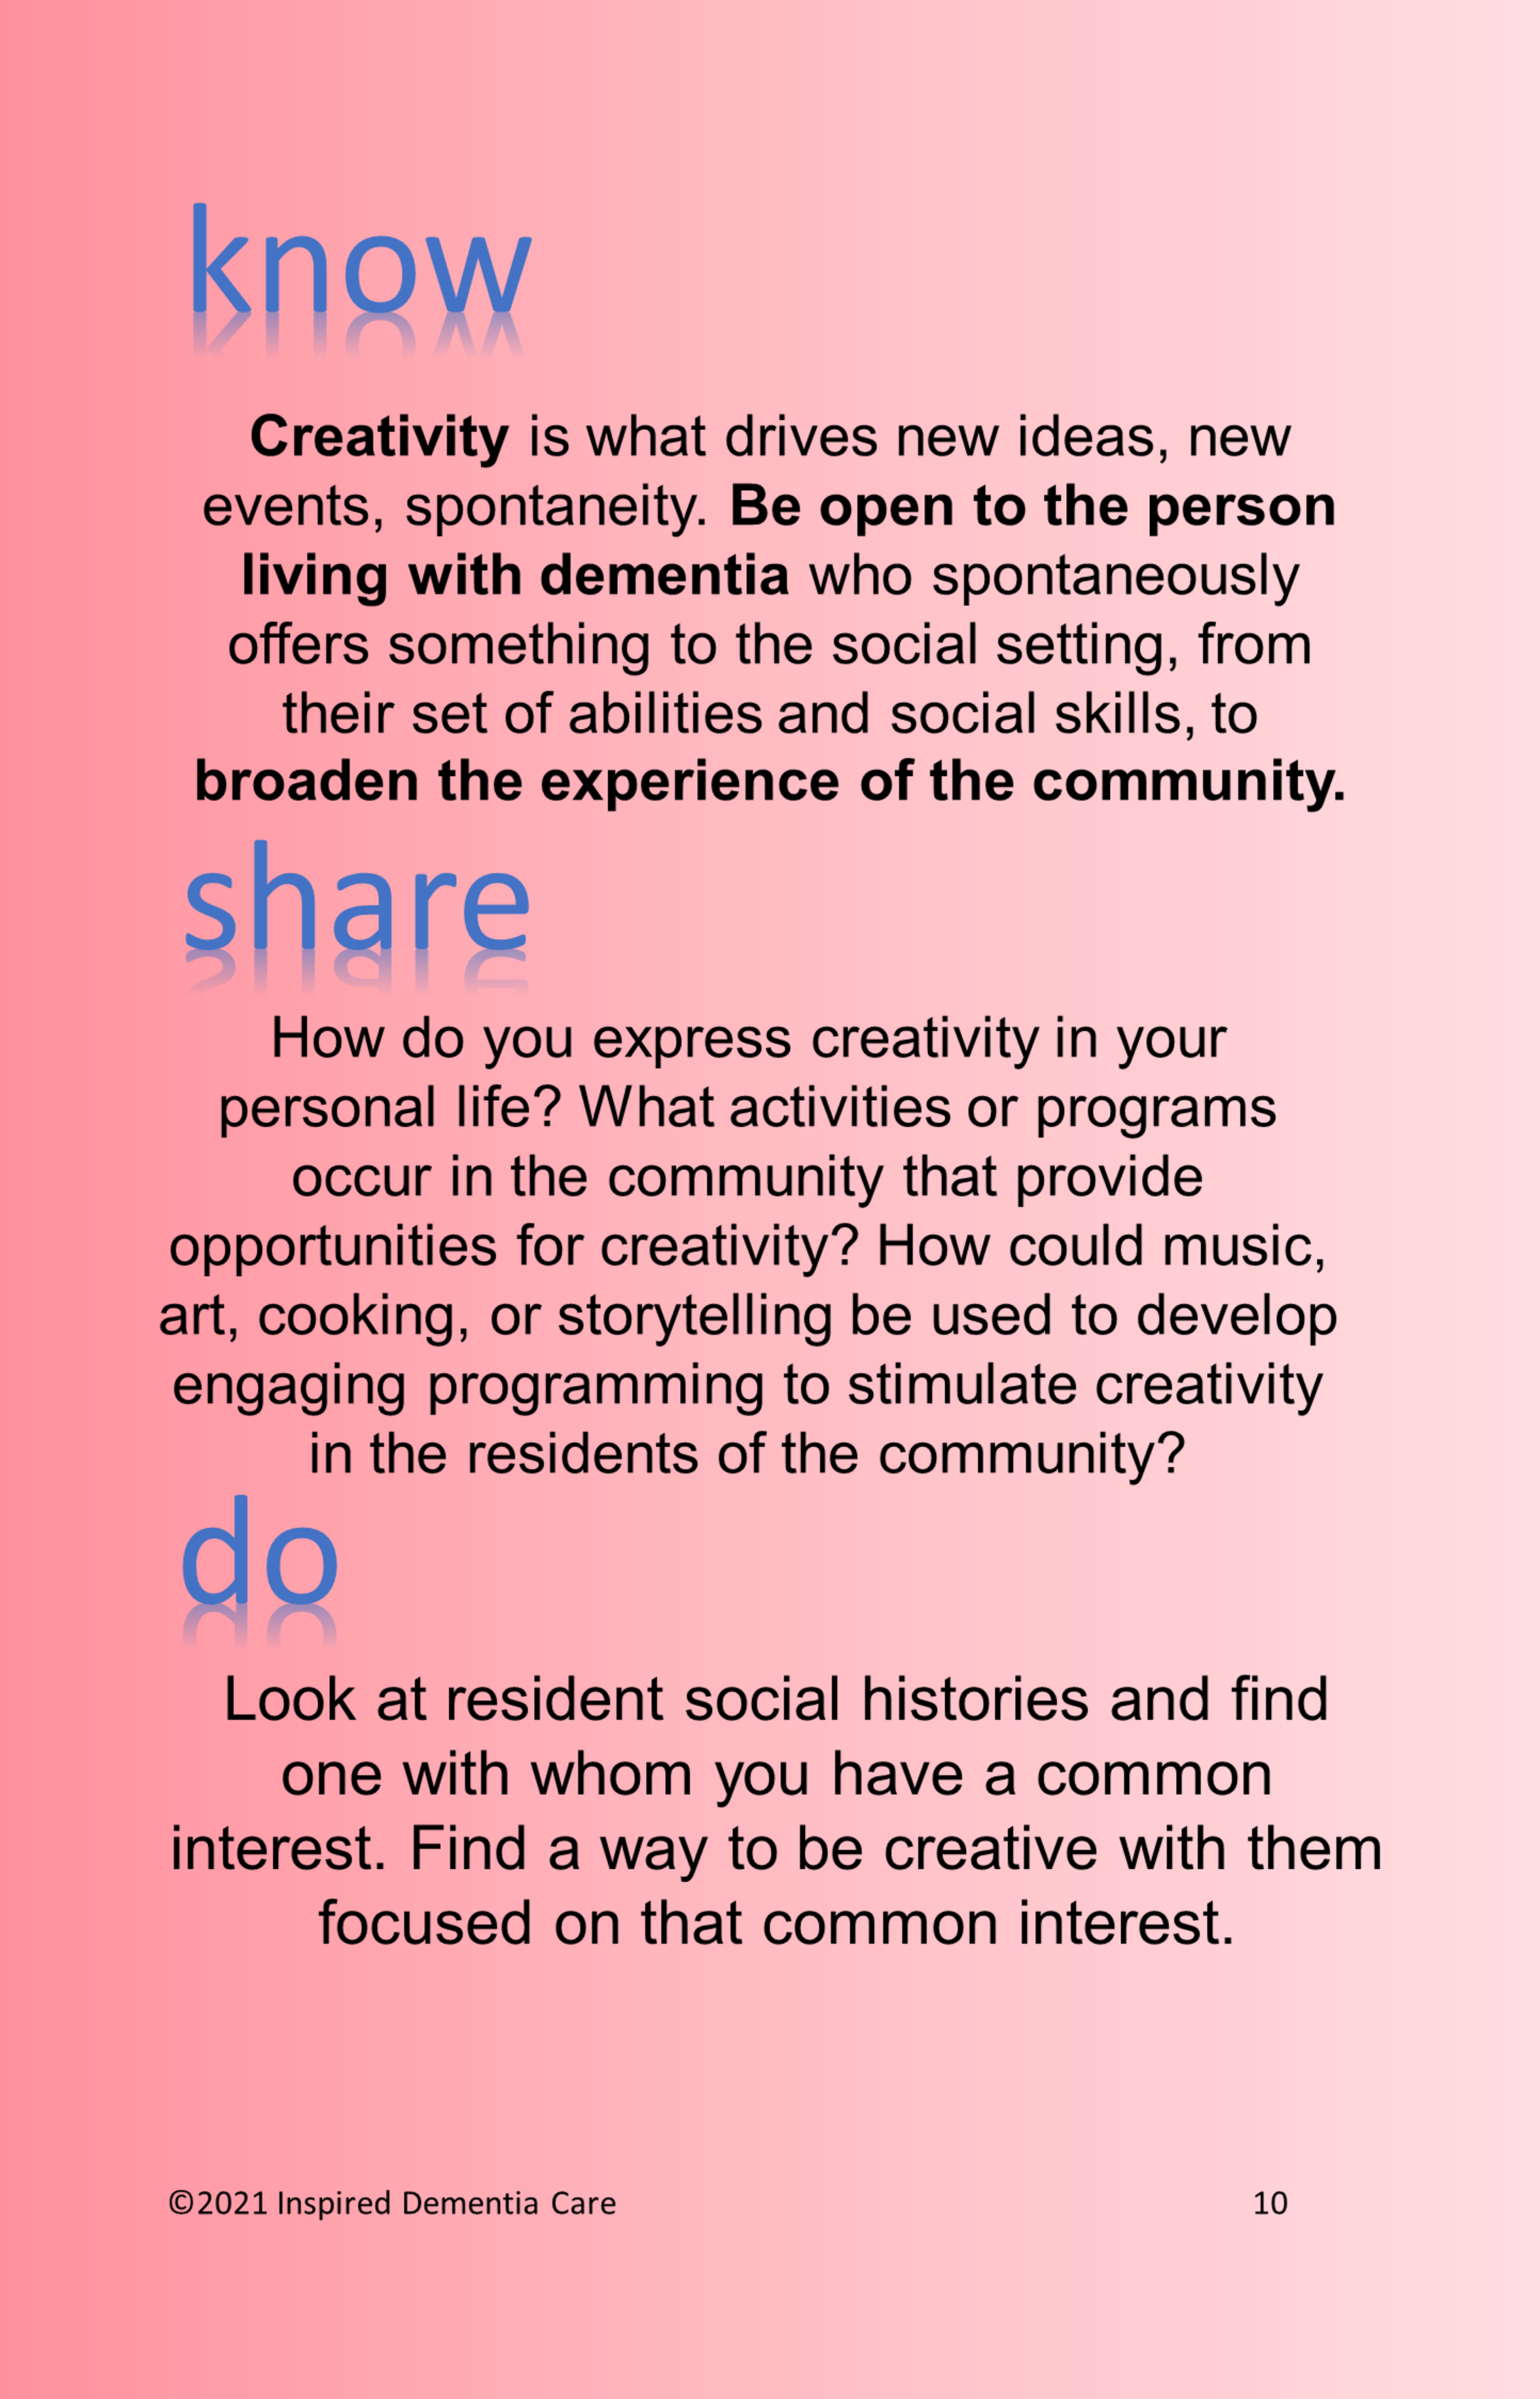 know
Creativity is what drives new ideas, new
events, spontaneity. Be open to the person
living with dementia who spontaneously
offers something to the social setting, from
their set of abilities and social skills, to
broaden the experience of the community.
share
How do you express creativity in your
personal life? What activities or programs
occur in the community that provide
opportunities for creativity? How could music,
art, cooking, or storytelling be used to develop
engaging programming to stimulate creativity
in the residents of the community?
do
Look at resident social histories and find
one with whom you have a common
interest. Find a way to be creative with them
focused on that common interest.
©2021 Inspired Dementia Care 10